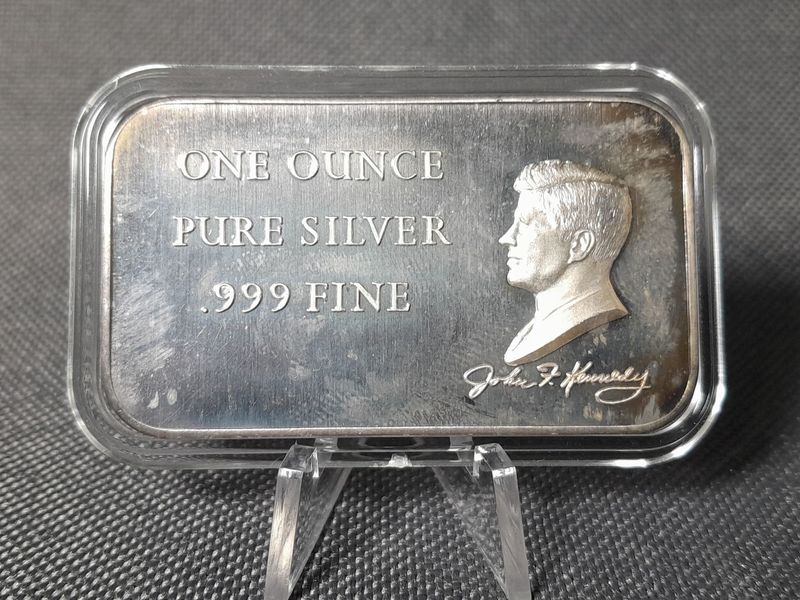 ONE OUNCE
PURE SILVER
.999 FINE
John F. Kennedy